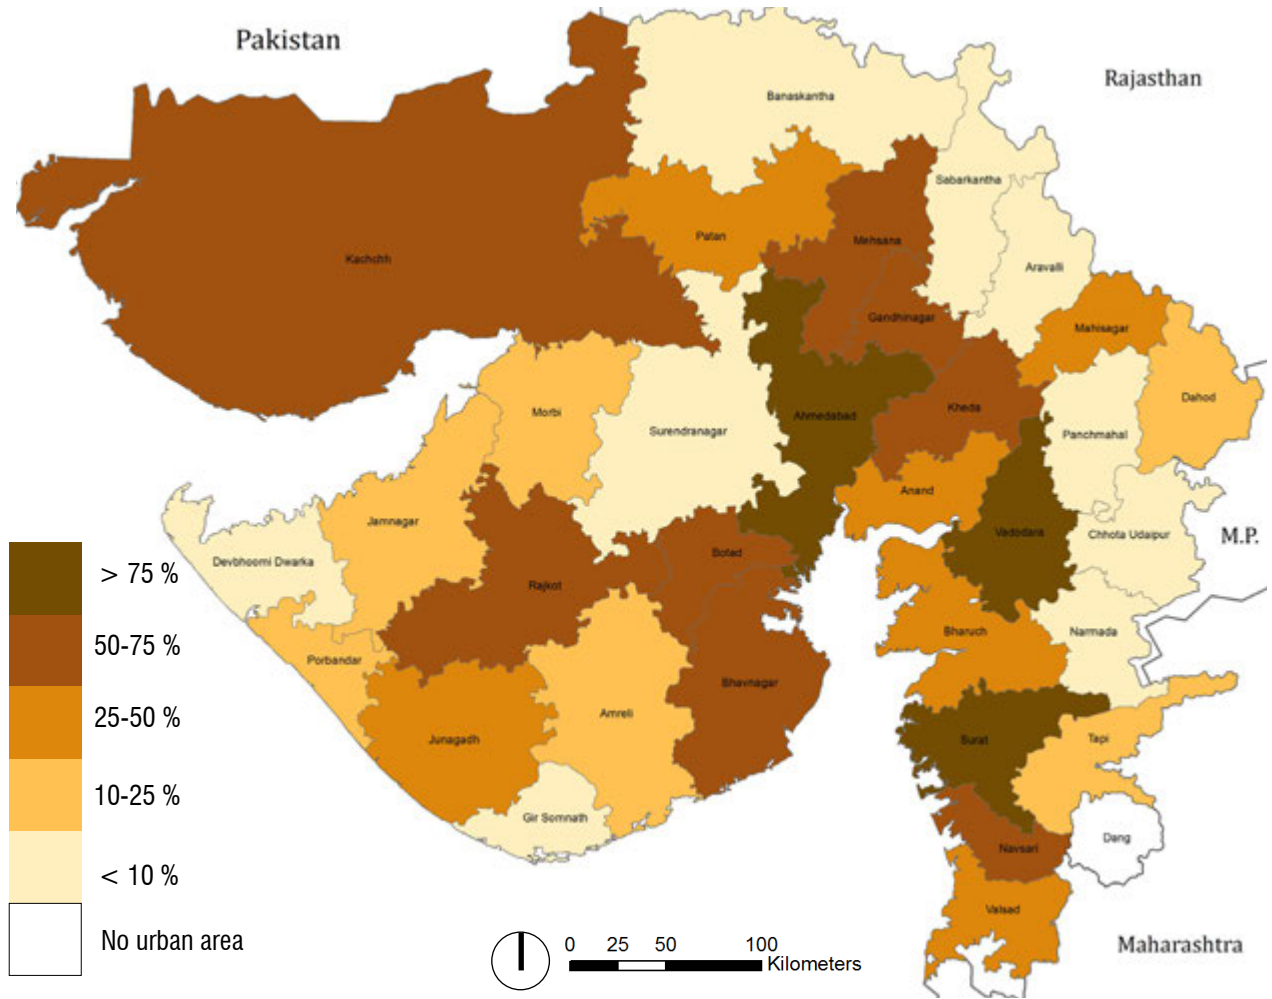 Pakistan
Rajasthan
Banaskantha
Sabarkantha
Patan
Mehsana
Kachchh
Aravalli
Gandhinagar
Mahisagar
Dahod
Morbi
Kheda
Ahmedabad
Surendranagar
Panchmahal
Anand
Jamnagar
Vadodara
Chhota Udaipur
M.P.
Devbhoomi Dwarka
Botad
Rajkot
> 75 %
Bharuch
Narmada
50-75 %
Porbandar
Bhavnagar
25-50 %
Amreli
Junagadh
Surat
Tapi
10-25 %
Gir Somnath
Dang
Navsari
< 10 %
Valsad
No urban area
0 25 50 100
Kilometers
Maharashtra